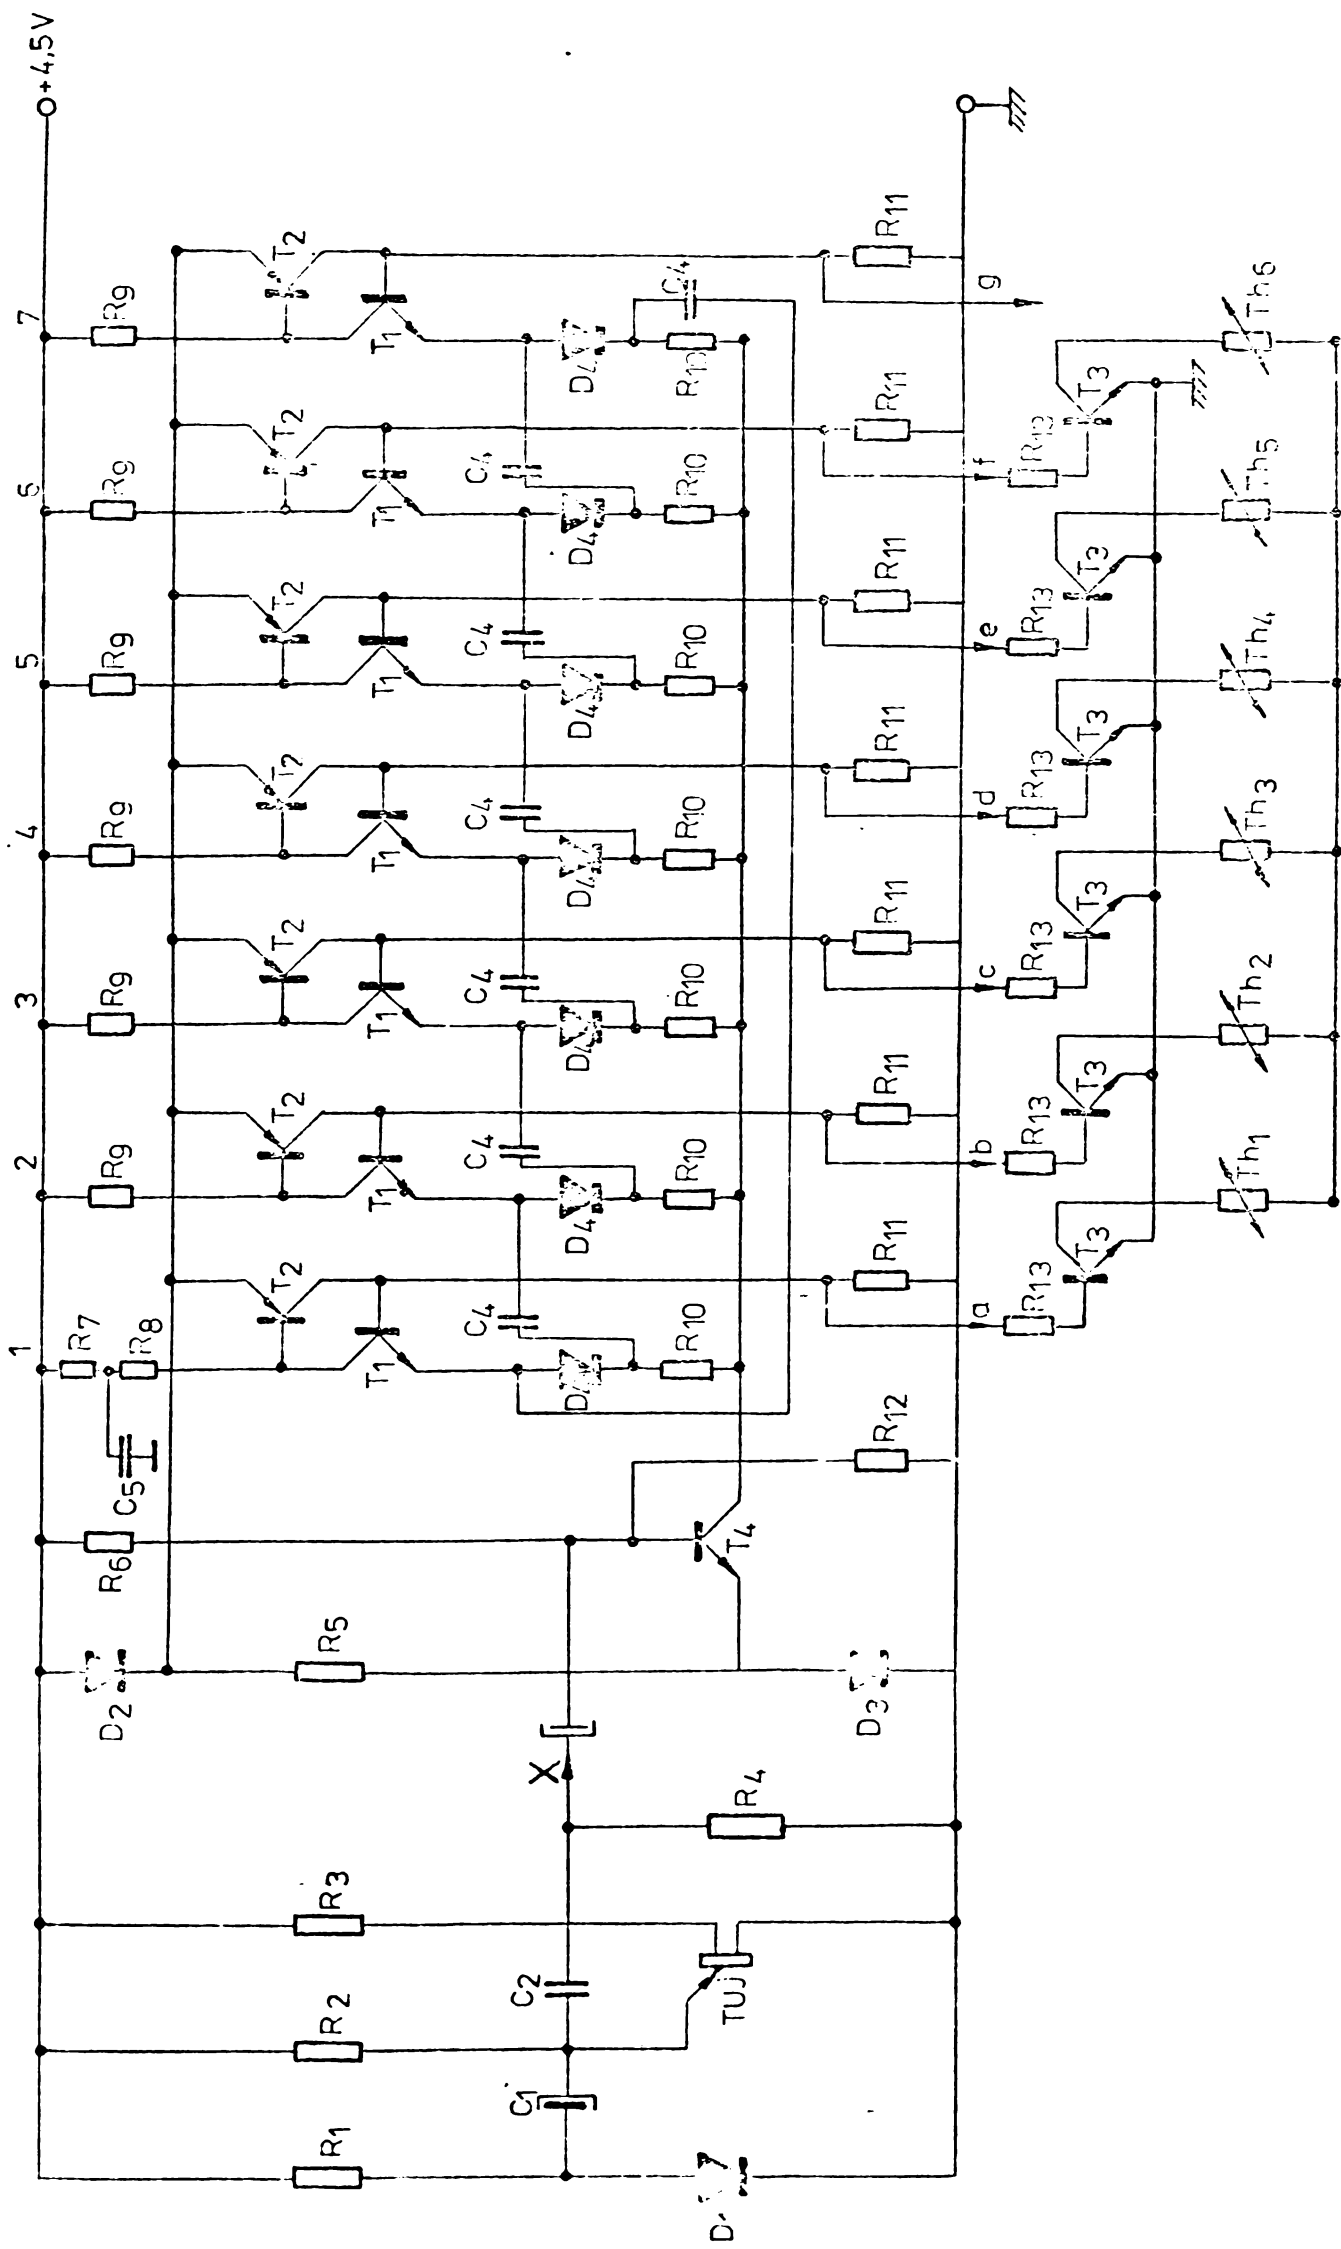 1 2 3 4 5 6 7 +4,5V
R7 R9 R9 R9 R9 R9 R9
D2 R6 C5 R8
T2 T2 T2 T2 T2 T2 T2
R1 R2 R3 R5
T1 T1 T1 T1 T1 T1 T1
C4 C4 C4 C4 C4 C4
C1 C2 X
D4 D4 D4 D4 D4 D4 D4
C4
R10 R10 R10 R10 R10 R10 R10
D1 TUJ R4 T4
D3 R12 R11 R11 R11 R11 R11 R11 R11
a b c d e f g
R13 R13 R13 R13 R13 R13
T3 T3 T3 T3 T3 T3
Th1 Th2 Th3 Th4 Th5 Th6